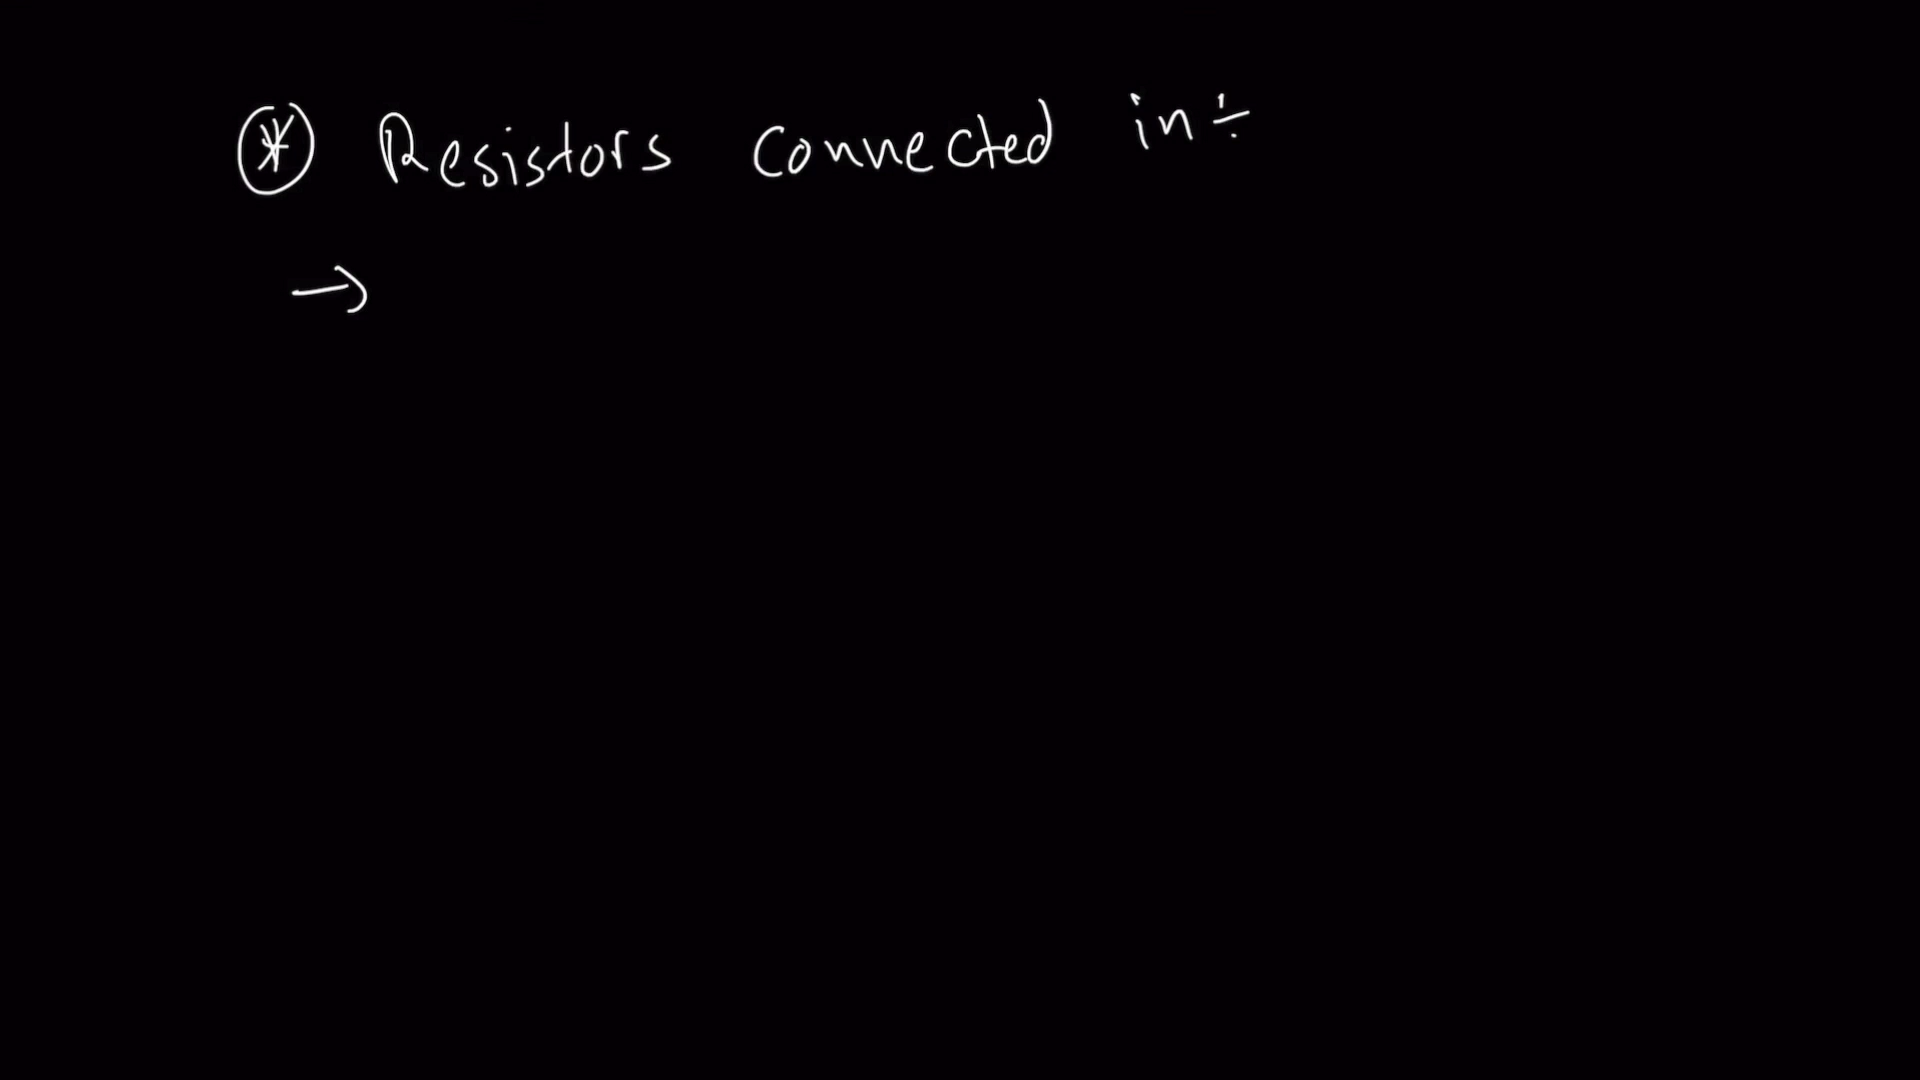 ⊛ Resistors connected in ÷
→